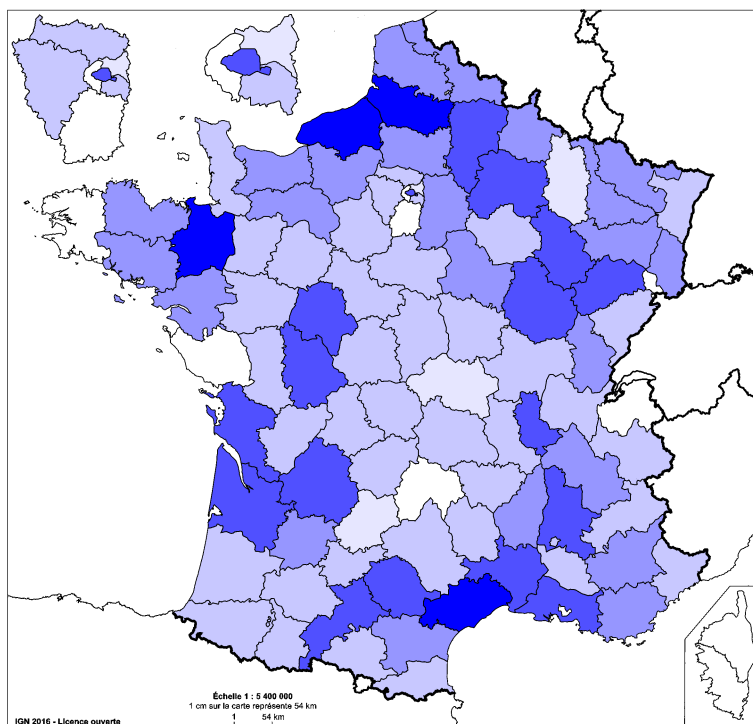 Échelle 1 : 5 400 000
1 cm sur la carte représente 54 km
1 54 km
IGN 2016 - Licence ouverte